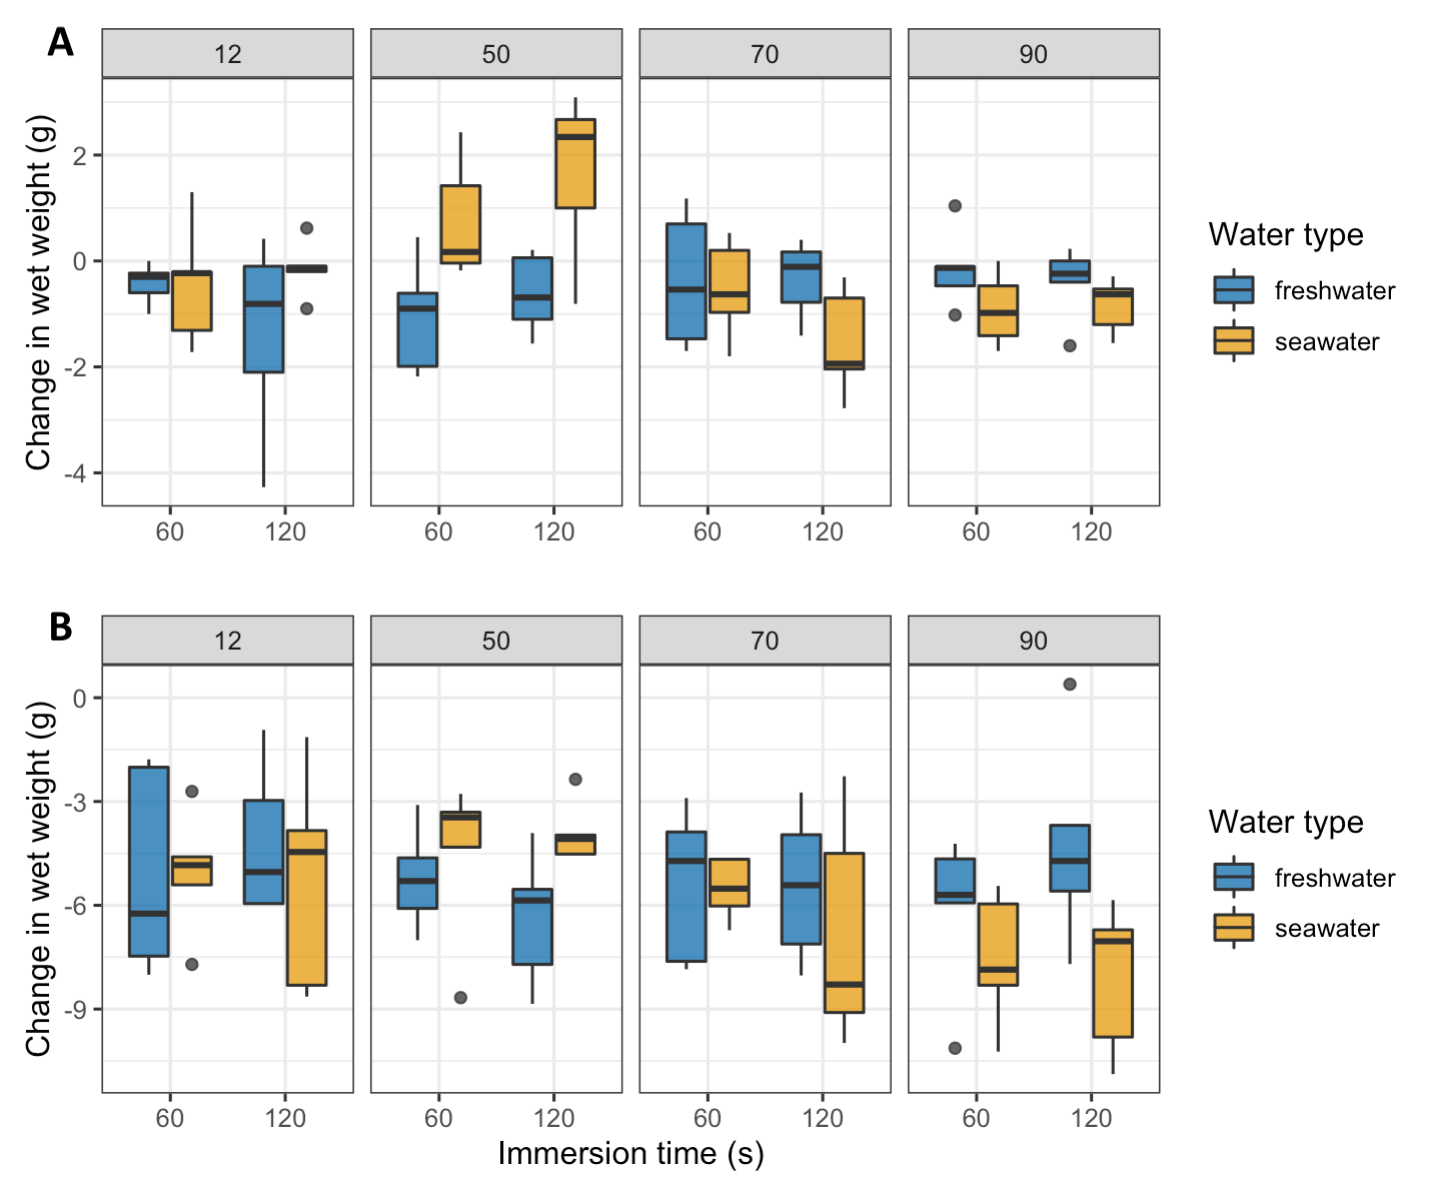 A
12 50 70 90
Change in wet weight (g)
2
0
-2
-4
60 120 60 120 60 120 60 120
Water type
freshwater
seawater
B
12 50 70 90
Change in wet weight (g)
0
-3
-6
-9
60 120 60 120 60 120 60 120
Immersion time (s)
Water type
freshwater
seawater